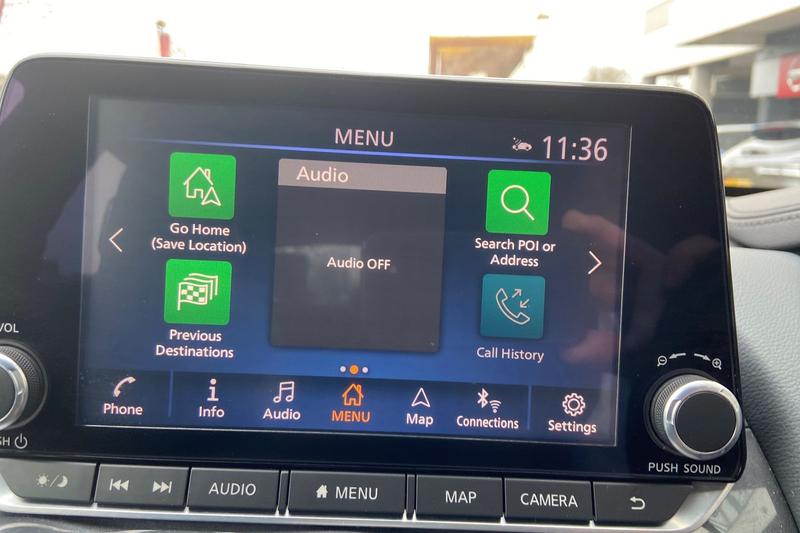 MENU
11:36
Audio
Go Home
(Save Location)
Search POI or
Address
Audio OFF
Previous
Destinations
Call History
Phone
Info
Audio
MENU
Map
Connections
Settings
VOL
SH
PUSH SOUND
AUDIO
MENU
MAP
CAMERA